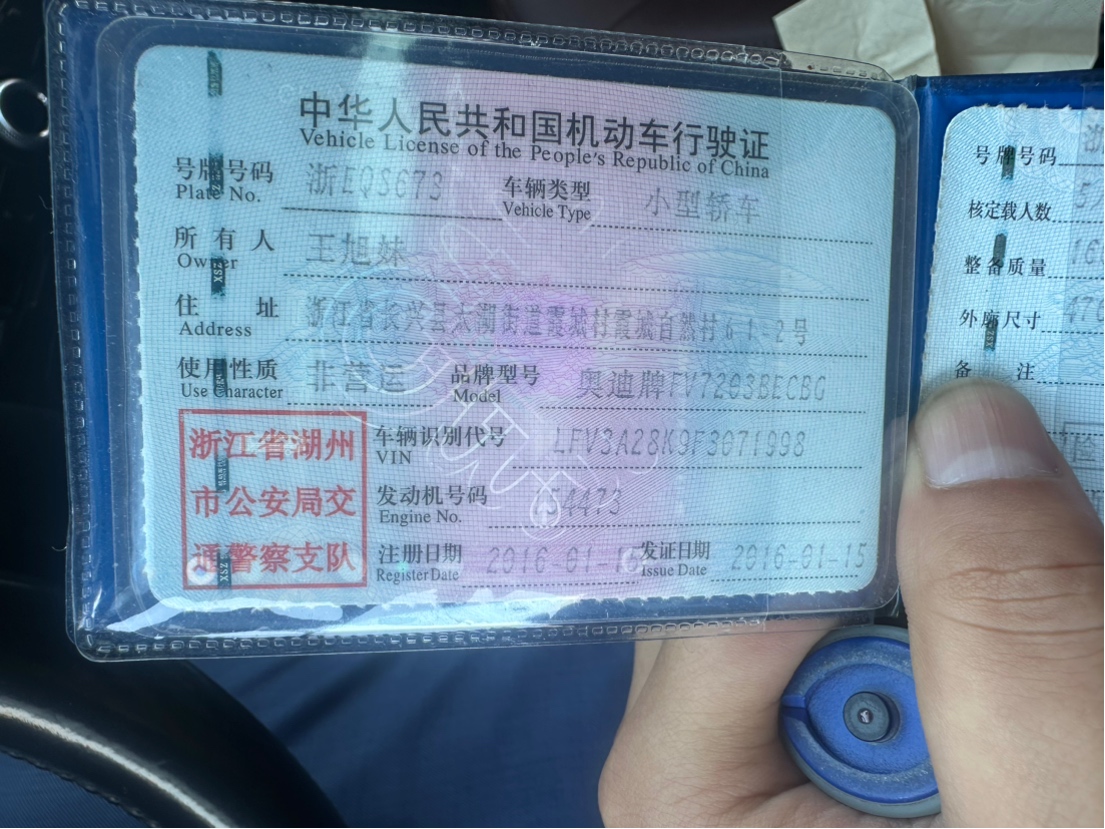 中华人民共和国机动车行驶证
Vehicle License of the People's Republic of China
号牌号码 浙EQS673 车辆类型 小型轿车
Plate No. Vehicle Type
所有人 王旭妹
Owner
住址 浙江省长兴县太湖街道霞城村霞城自然村61-2号
Address
使用性质 非营运 品牌型号 奥迪牌FV7203BECBG
Use Character Model
浙江省湖州
市公安局交
通警察支队
车辆识别代号 LFV3A28K9F3071998
VIN
发动机号码 154473
Engine No.
注册日期 2016-01-15 发证日期 2016-01-15
Register Date Issue Date
号牌号码 浙
核定载人数 5
整备质量
外廓尺寸 476
备注